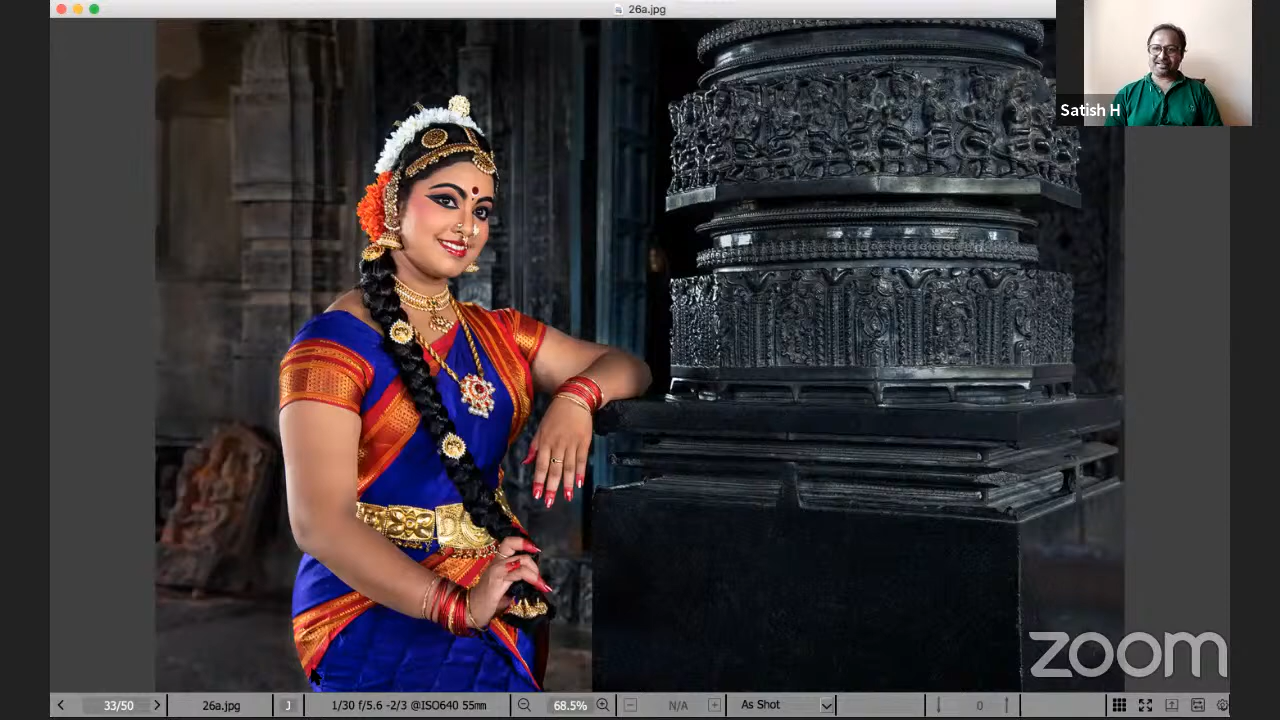 26a.jpg
Satish H
zoom
33/50
26a.jpg
J
1/30 f/5.6 -2/3 @ISO640 55mm
68.5%
N/A
As Shot
0